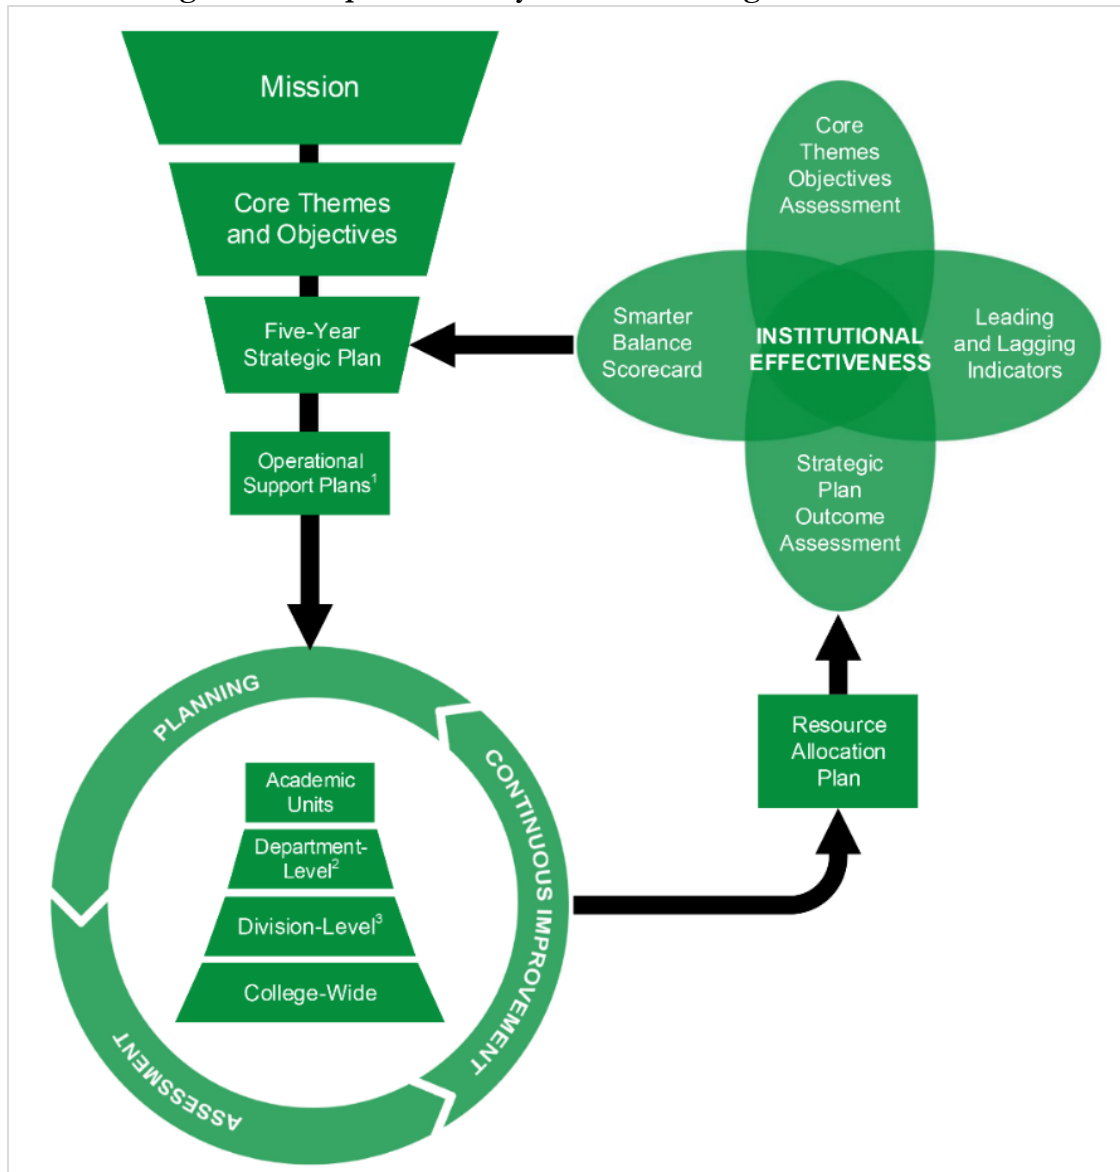 Mission
Core Themes
and Objectives
Five-Year
Strategic Plan
Operational
Support Plans¹
Core
Themes
Objectives
Assessment
Smarter
Balance
Scorecard
INSTITUTIONAL
EFFECTIVENESS
Leading
and Lagging
Indicators
Strategic
Plan
Outcome
Assessment
Resource
Allocation
Plan
PLANNING
ASSESSMENT
CONTINUOUS IMPROVEMENT
Academic
Units
Department-
Level²
Division-Level³
College-Wide